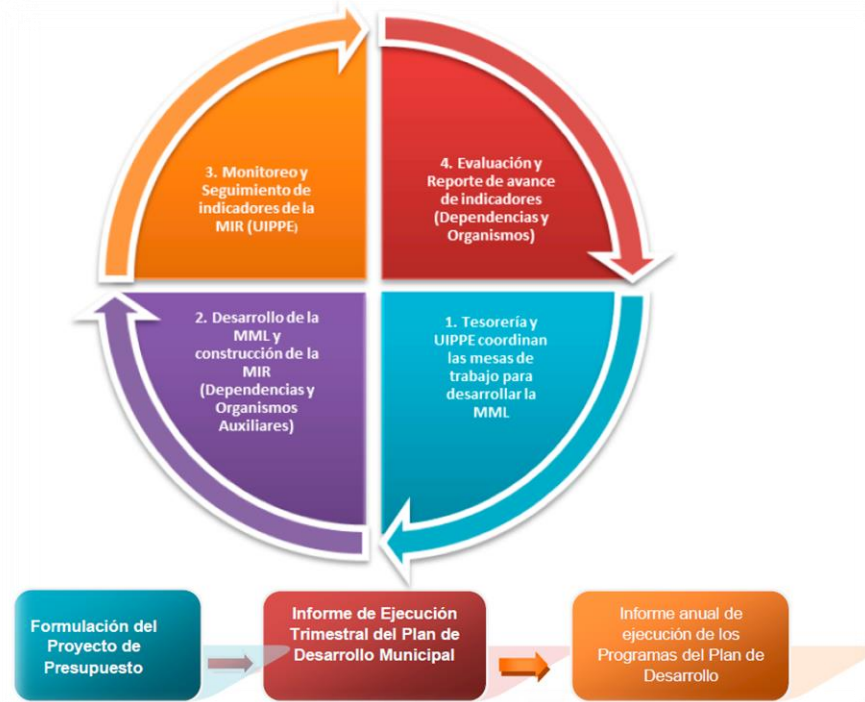 3. Monitoreo y
Seguimiento de
indicadores de la
MIR (UIPPE)
4. Evaluación y
Reporte de avance
de indicadores
(Dependencias y
Organismos)
2. Desarrollo de la
MML y
construcción de la
MIR
(Dependencias y
Organismos
Auxiliares)
1. Tesorería y
UIPPE coordinan
las mesas de
trabajo para
desarrollar la
MML
Formulación del
Proyecto de
Presupuesto
Informe de Ejecución
Trimestral del Plan de
Desarrollo Municipal
Informe anual de
ejecución de los
Programas del Plan de
Desarrollo